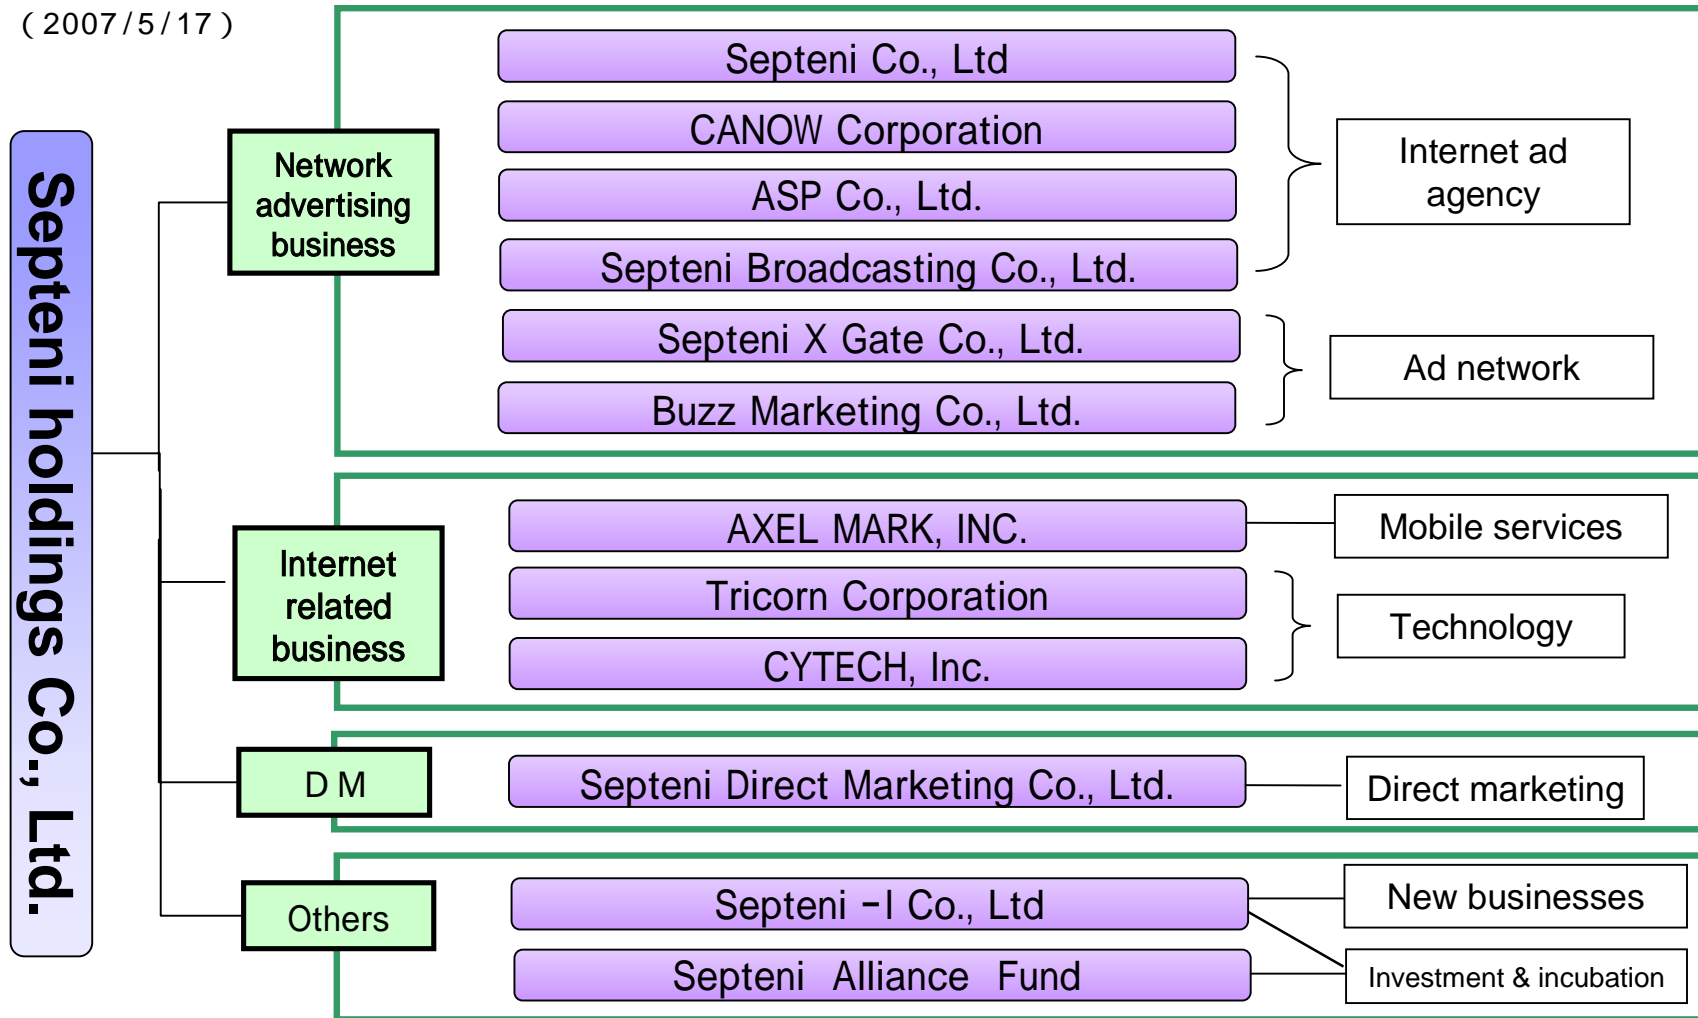 (2007/5/17)
Septeni holdings Co., Ltd.
Network
advertising
business
Septeni Co., Ltd
CANOW Corporation
ASP Co., Ltd.
Septeni Broadcasting Co., Ltd.
Internet ad
agency
Septeni X Gate Co., Ltd.
Buzz Marketing Co., Ltd.
Ad network
Internet
related
business
AXEL MARK, INC.
Mobile services
Tricorn Corporation
CYTECH, Inc.
Technology
DM
Septeni Direct Marketing Co., Ltd.
Direct marketing
Others
Septeni -I Co., Ltd
New businesses
Septeni Alliance Fund
Investment & incubation